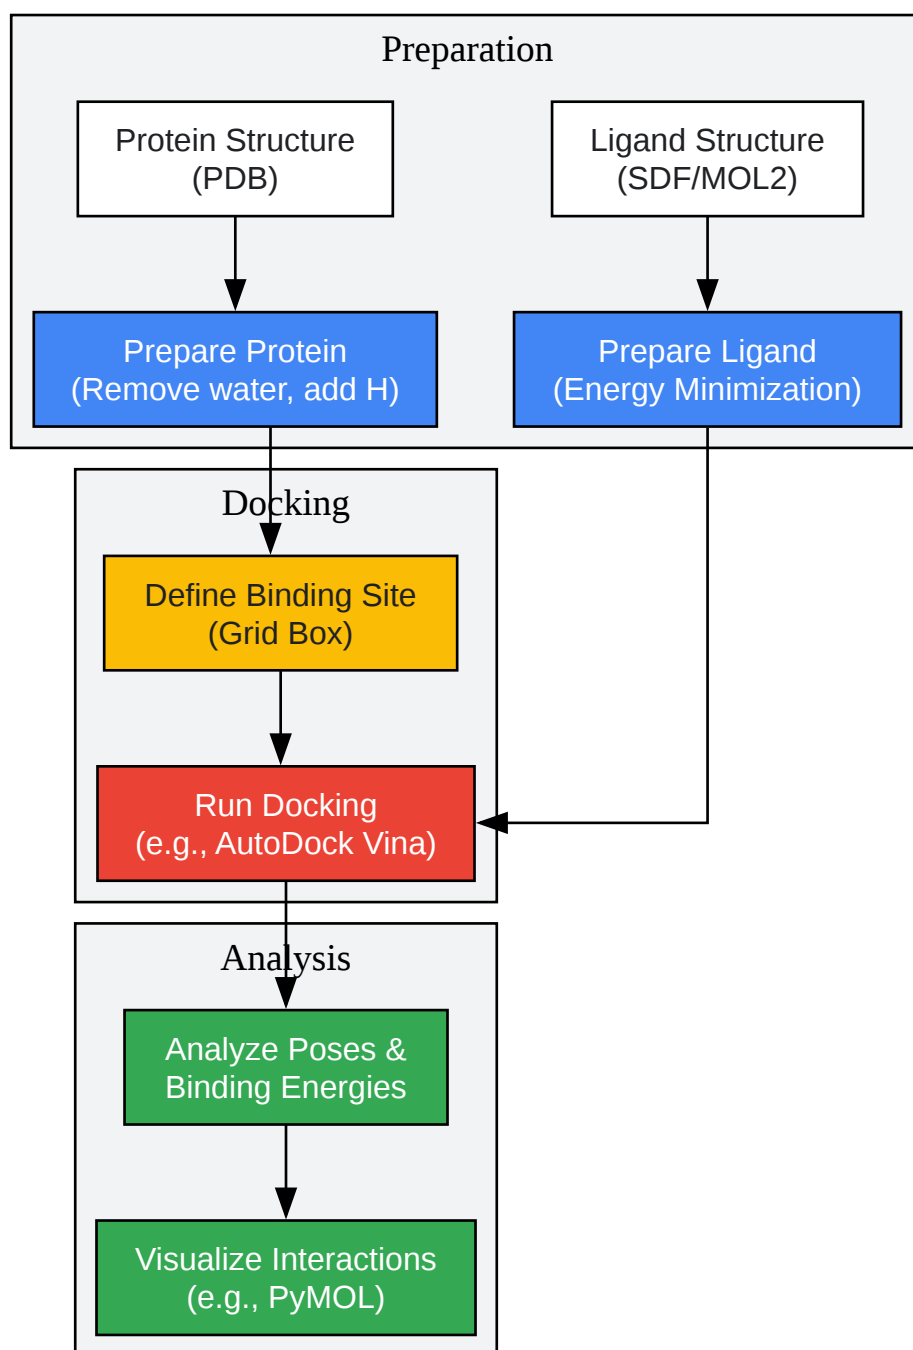 Preparation
Protein Structure
(PDB)
Ligand Structure
(SDF/MOL2)
Prepare Protein
(Remove water, add H)
Prepare Ligand
(Energy Minimization)
Docking
Define Binding Site
(Grid Box)
Run Docking
(e.g., AutoDock Vina)
Analysis
Analyze Poses &
Binding Energies
Visualize Interactions
(e.g., PyMOL)